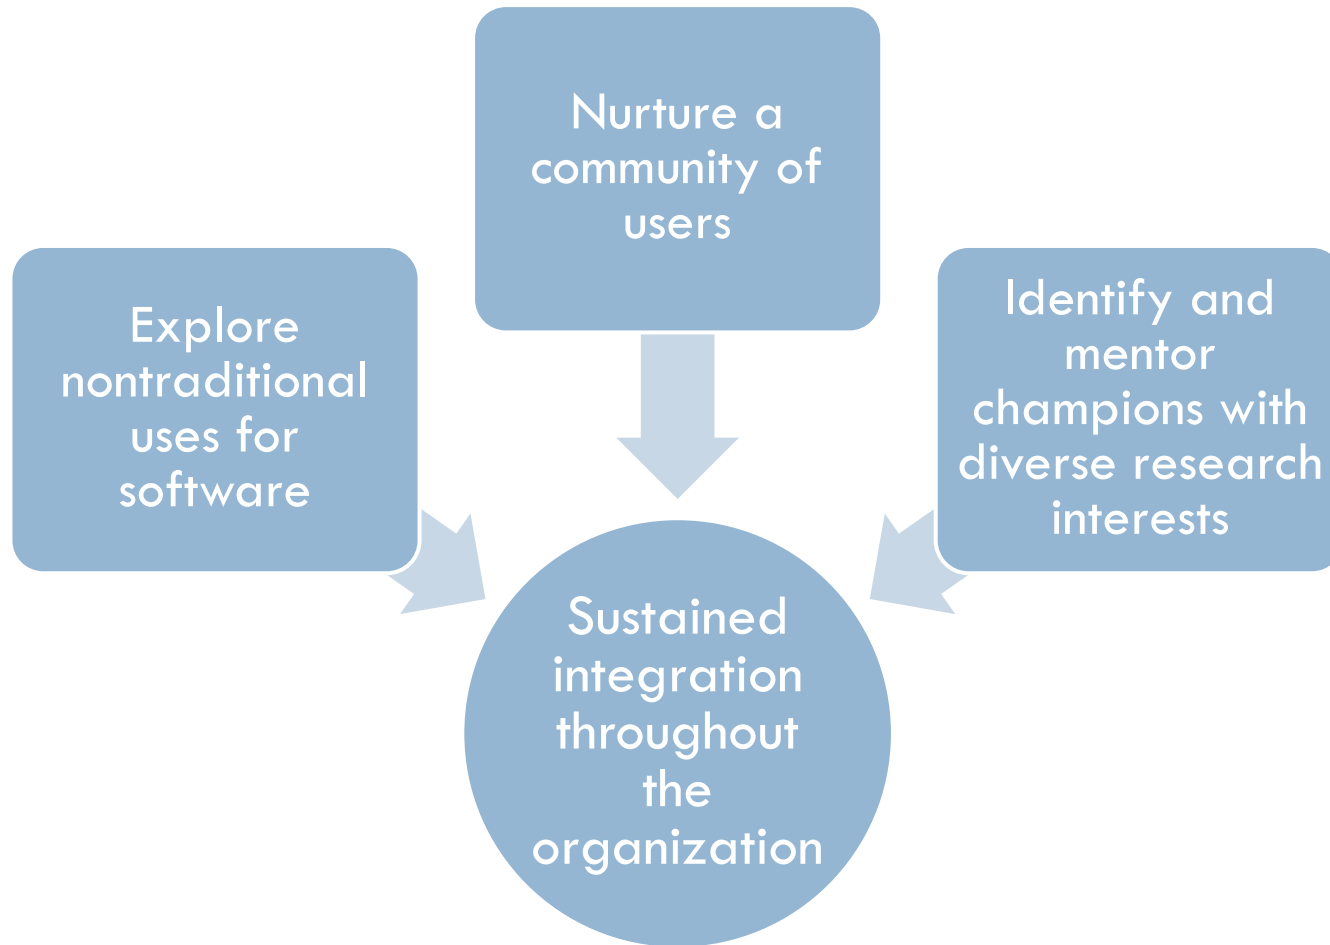 Nurture a
community of
users
Explore
nontraditional
uses for
software
Identify and
mentor
champions with
diverse research
interests
Sustained
integration
throughout
the
organization